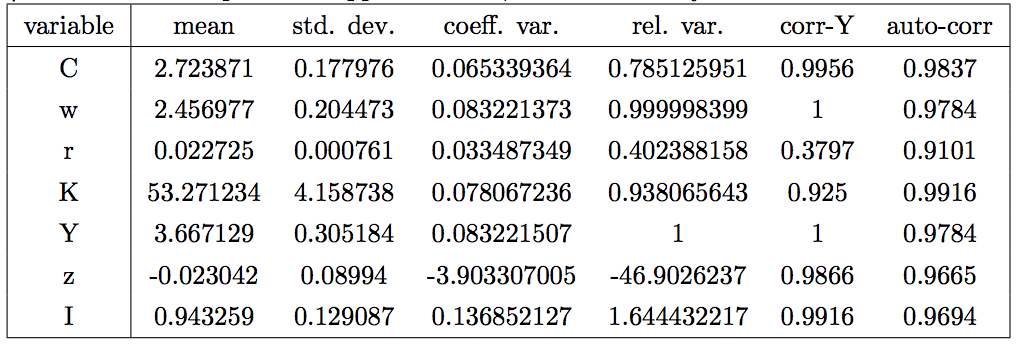 variable mean std. dev. coeff. var. rel. var. corr-Y auto-corr
C 2.723871 0.177976 0.065339364 0.785125951 0.9956 0.9837
w 2.456977 0.204473 0.083221373 0.999998399 1 0.9784
r 0.022725 0.000761 0.033487349 0.402388158 0.3797 0.9101
K 53.271234 4.158738 0.078067236 0.938065643 0.925 0.9916
Y 3.667129 0.305184 0.083221507 1 1 0.9784
z -0.023042 0.08994 -3.903307005 -46.9026237 0.9866 0.9665
I 0.943259 0.129087 0.136852127 1.644432217 0.9916 0.9694